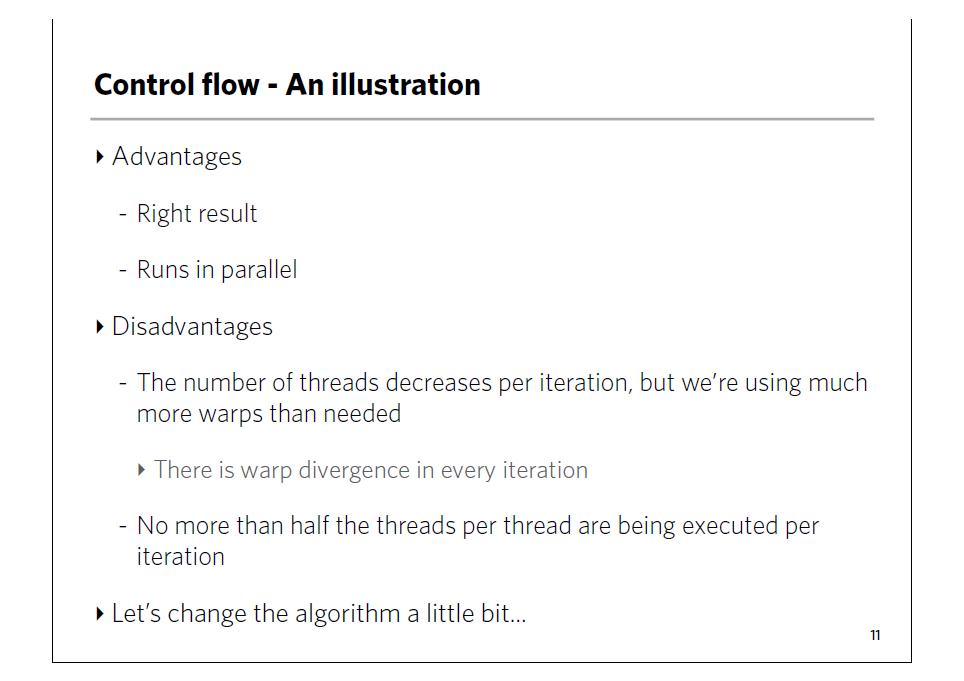 Control flow - An illustration
‣ Advantages
- Right result
- Runs in parallel
‣ Disadvantages
- The number of threads decreases per iteration, but we’re using much
more warps than needed
‣ There is warp divergence in every iteration
- No more than half the threads per thread are being executed per
iteration
‣ Let’s change the algorithm a little bit...
11